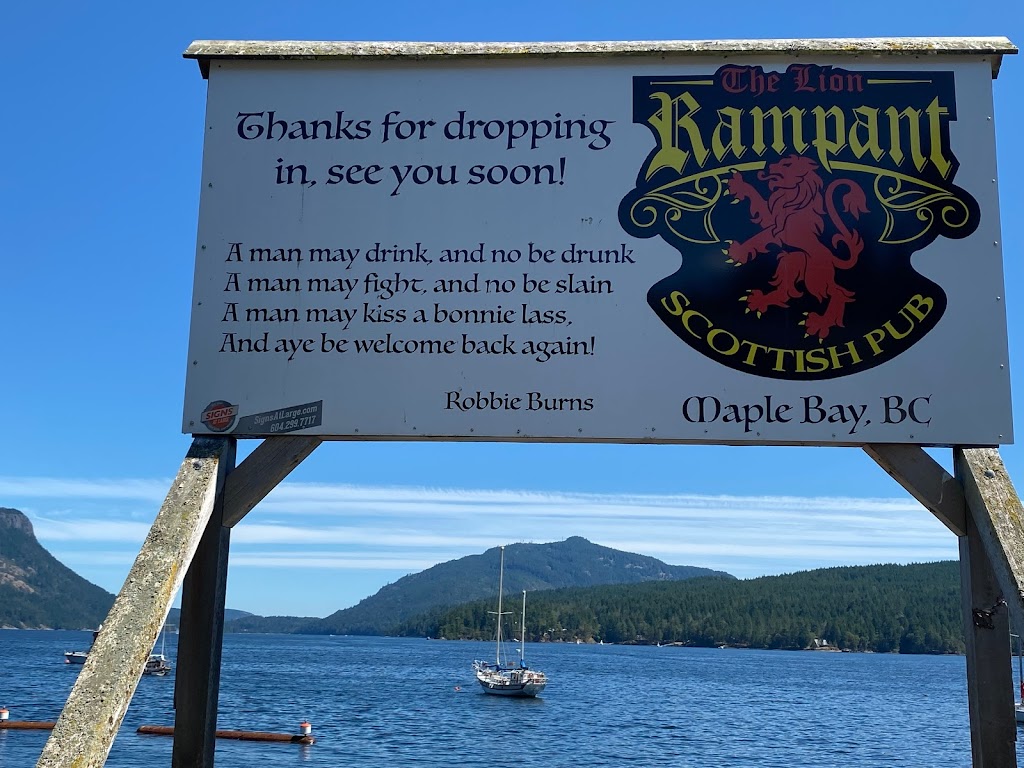 Thanks for dropping
in, see you soon!
A man may drink, and no be drunk
A man may fight, and no be slain
A man may kiss a bonnie lass,
And aye be welcome back again!
Robbie Burns
The Lion
Rampant
SCOTTISH PUB
Maple Bay, BC
SIGNS
SignsAtLarge.com
604.299.7717